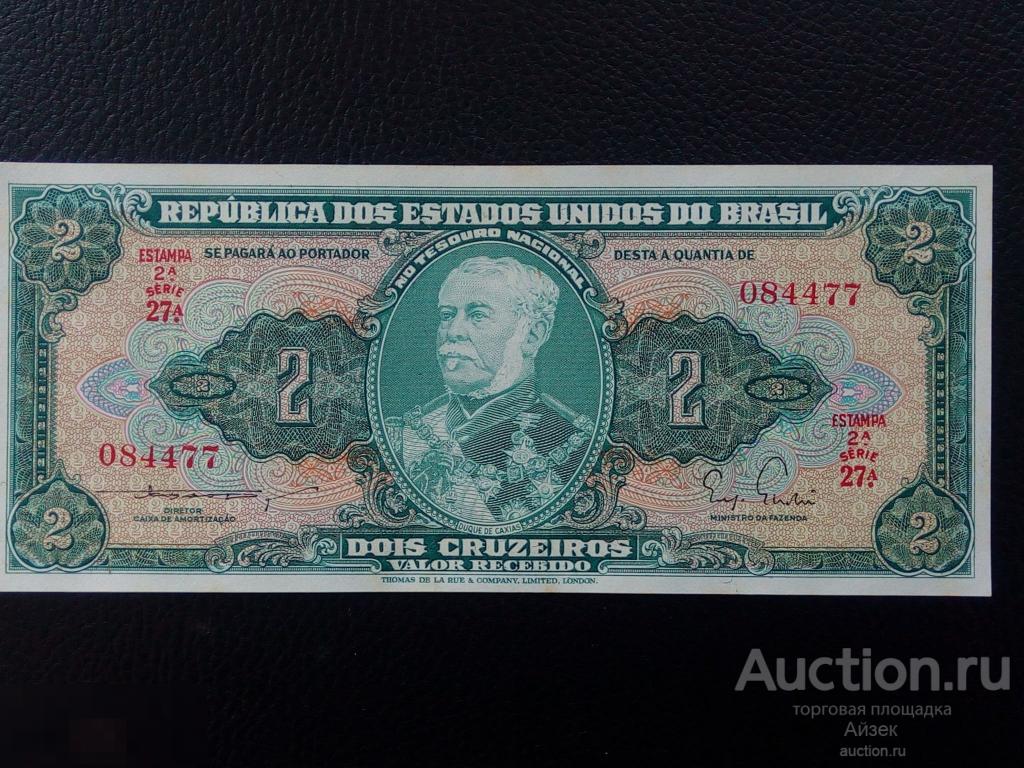 REPÚBLICA DOS ESTADOS UNIDOS DO BRASIL
2
2
ESTAMPA
2ª
SÉRIE
27ª
SE PAGARÁ AO PORTADOR
NO TESOURO NACIONAL
DESTA A QUANTIA DE
084477
2
2
2
2
084477
ESTAMPA
2ª
SÉRIE
27ª
DIRETOR
CAIXA DE AMORTIZAÇÃO
MINISTRO DA FAZENDA
2
2
DUQUE DE CAXIAS
DOIS CRUZEIROS
VALOR RECEBIDO
THOMAS DE LA RUE & COMPANY, LIMITED, LONDON.
Auction.ru
торговая площадка
Айзек
auction.ru